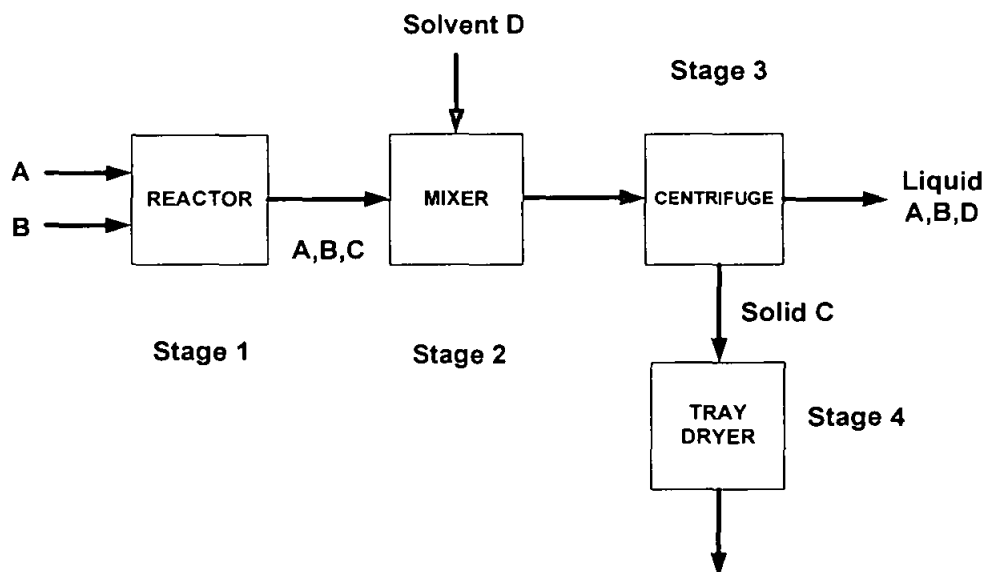 Solvent D
Stage 3
A
B
REACTOR
MIXER
CENTRIFUGE
Liquid
A,B,D
A,B,C
Solid C
Stage 1
Stage 2
TRAY
DRYER
Stage 4